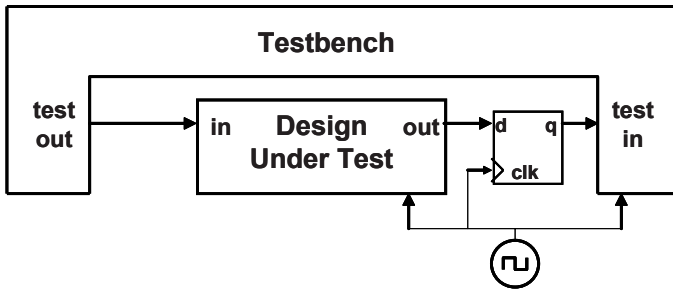 Testbench
test
out
in Design out
Under Test
d q
clk
test
in